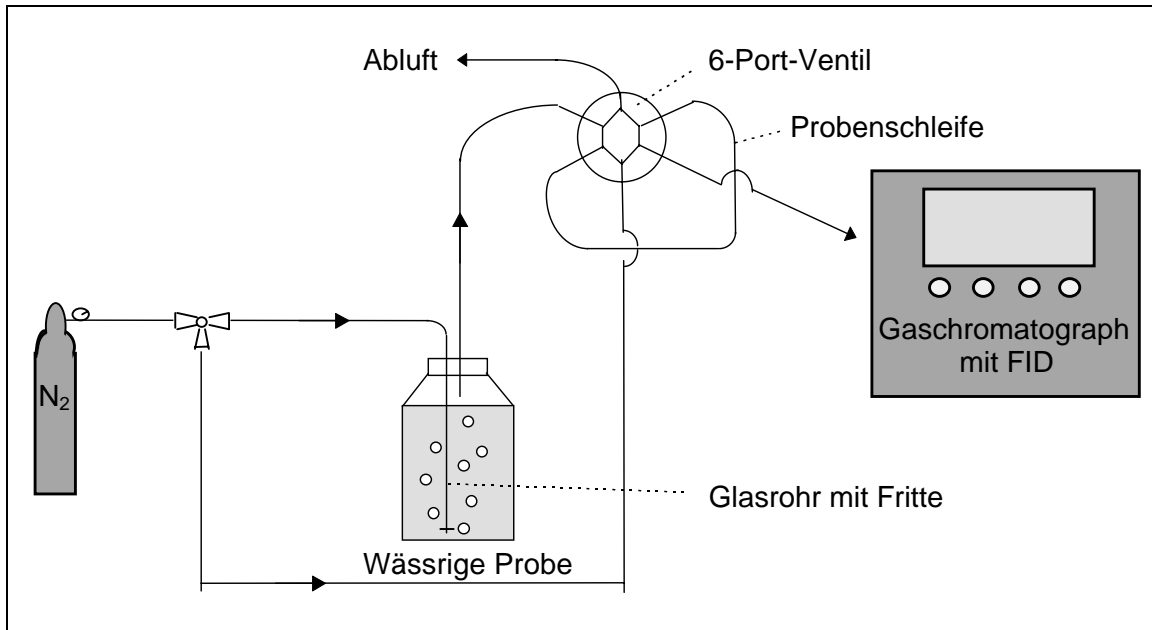 Abluft
6-Port-Ventil
Probenschleife
Gaschromatograph
mit FID
N₂
Glasrohr mit Fritte
Wässrige Probe